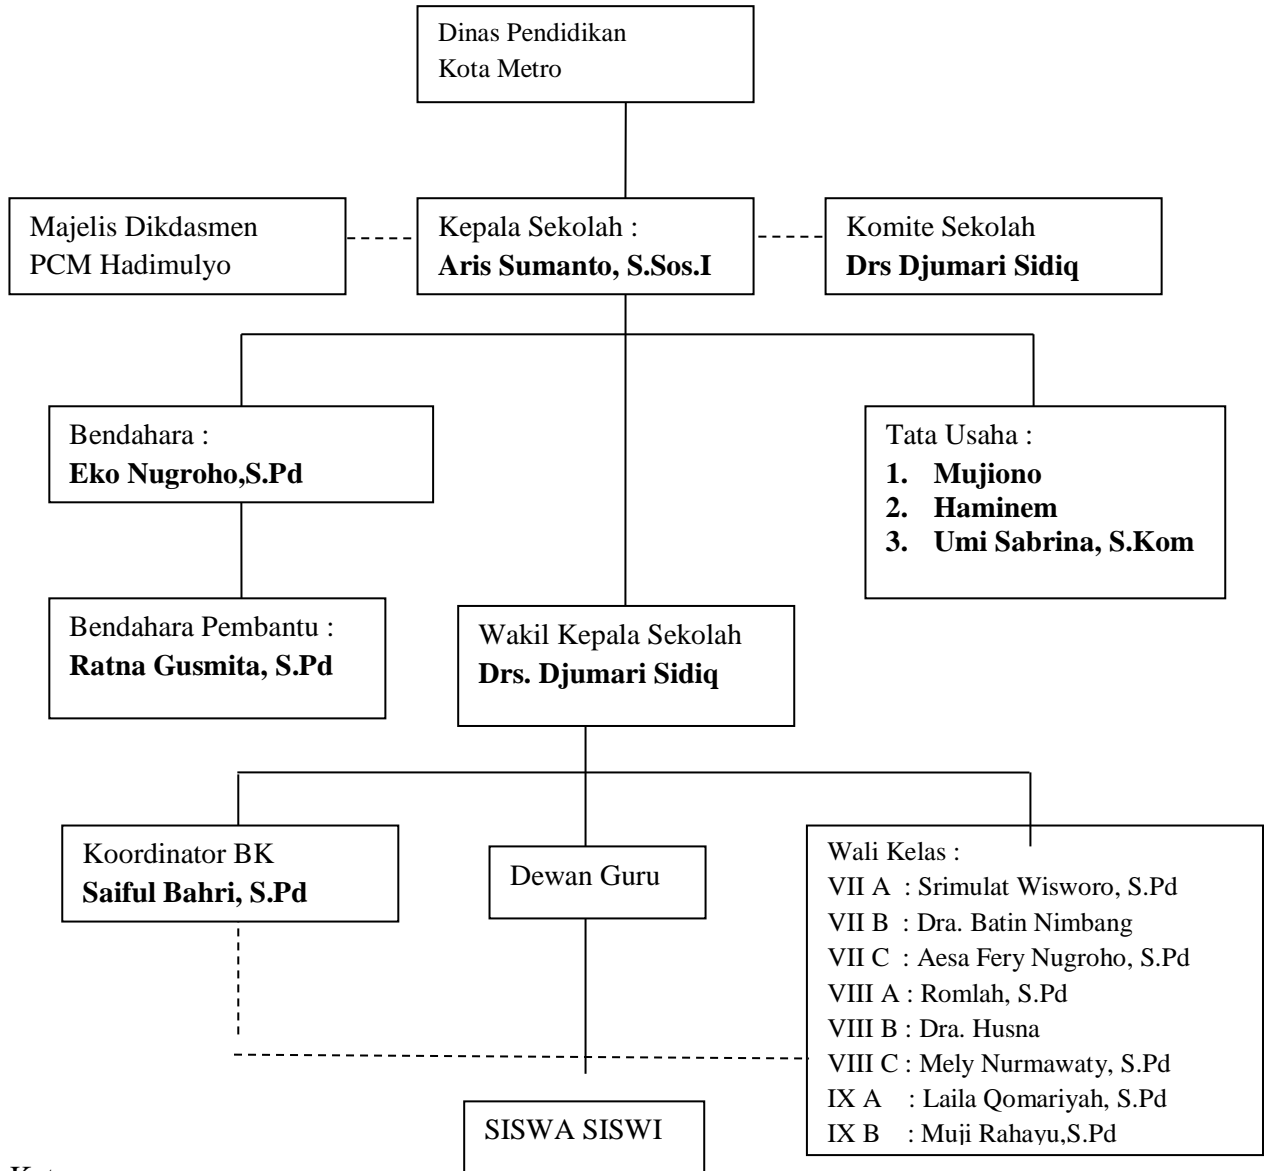 Dinas Pendidikan
Kota Metro
Majelis Dikdasmen
PCM Hadimulyo
Kepala Sekolah :
Aris Sumanto, S.Sos.I
Komite Sekolah
Drs Djumari Sidiq
Bendahara :
Eko Nugroho,S.Pd
Tata Usaha :
1. Mujiono
2. Haminem
3. Umi Sabrina, S.Kom
Bendahara Pembantu :
Ratna Gusmita, S.Pd
Wakil Kepala Sekolah
Drs. Djumari Sidiq
Koordinator BK
Saiful Bahri, S.Pd
Dewan Guru
Wali Kelas :
VII A : Srimulat Wisworo, S.Pd
VII B : Dra. Batin Nimbang
VII C : Aesa Fery Nugroho, S.Pd
VIII A : Romlah, S.Pd
VIII B : Dra. Husna
VIII C : Mely Nurmawaty, S.Pd
IX A : Laila Qomariyah, S.Pd
IX B : Muji Rahayu,S.Pd
SISWA SISWI